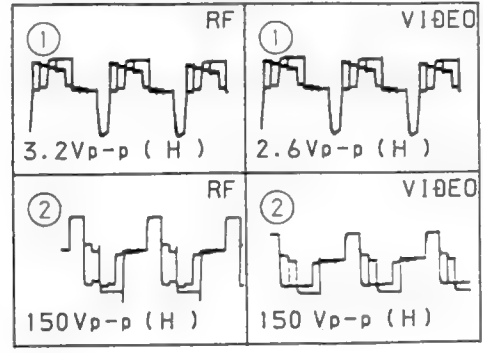 ① RF
3.2Vp-p ( H )
① VIDEO
2.6Vp-p ( H )
② RF
150Vp-p ( H )
② VIDEO
150 Vp-p ( H )